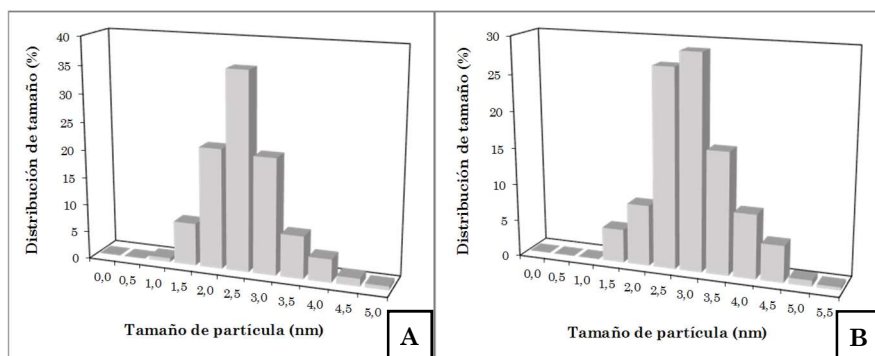 Distribución de tamaño (%)
40
35
30
25
20
15
10
5
0
0,0 0,5 1,0 1,5 2,0 2,5 3,0 3,5 4,0 4,5 5,0
Tamaño de partícula (nm)
A
Distribución de tamaño (%)
30
25
20
15
10
5
0
0,0 0,5 1,0 1,5 2,0 2,5 3,0 3,5 4,0 4,5 5,0 5,5
Tamaño de partícula (nm)
B